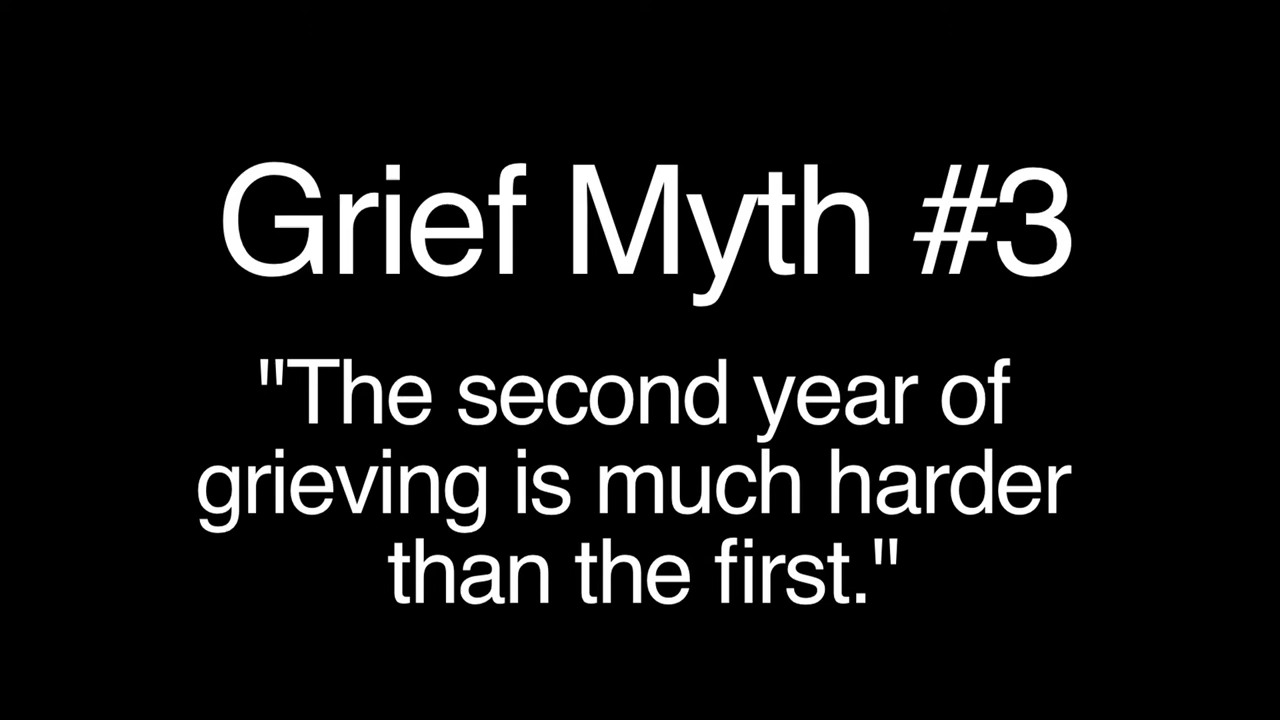 Grief Myth #3
"The second year of
grieving is much harder
than the first."